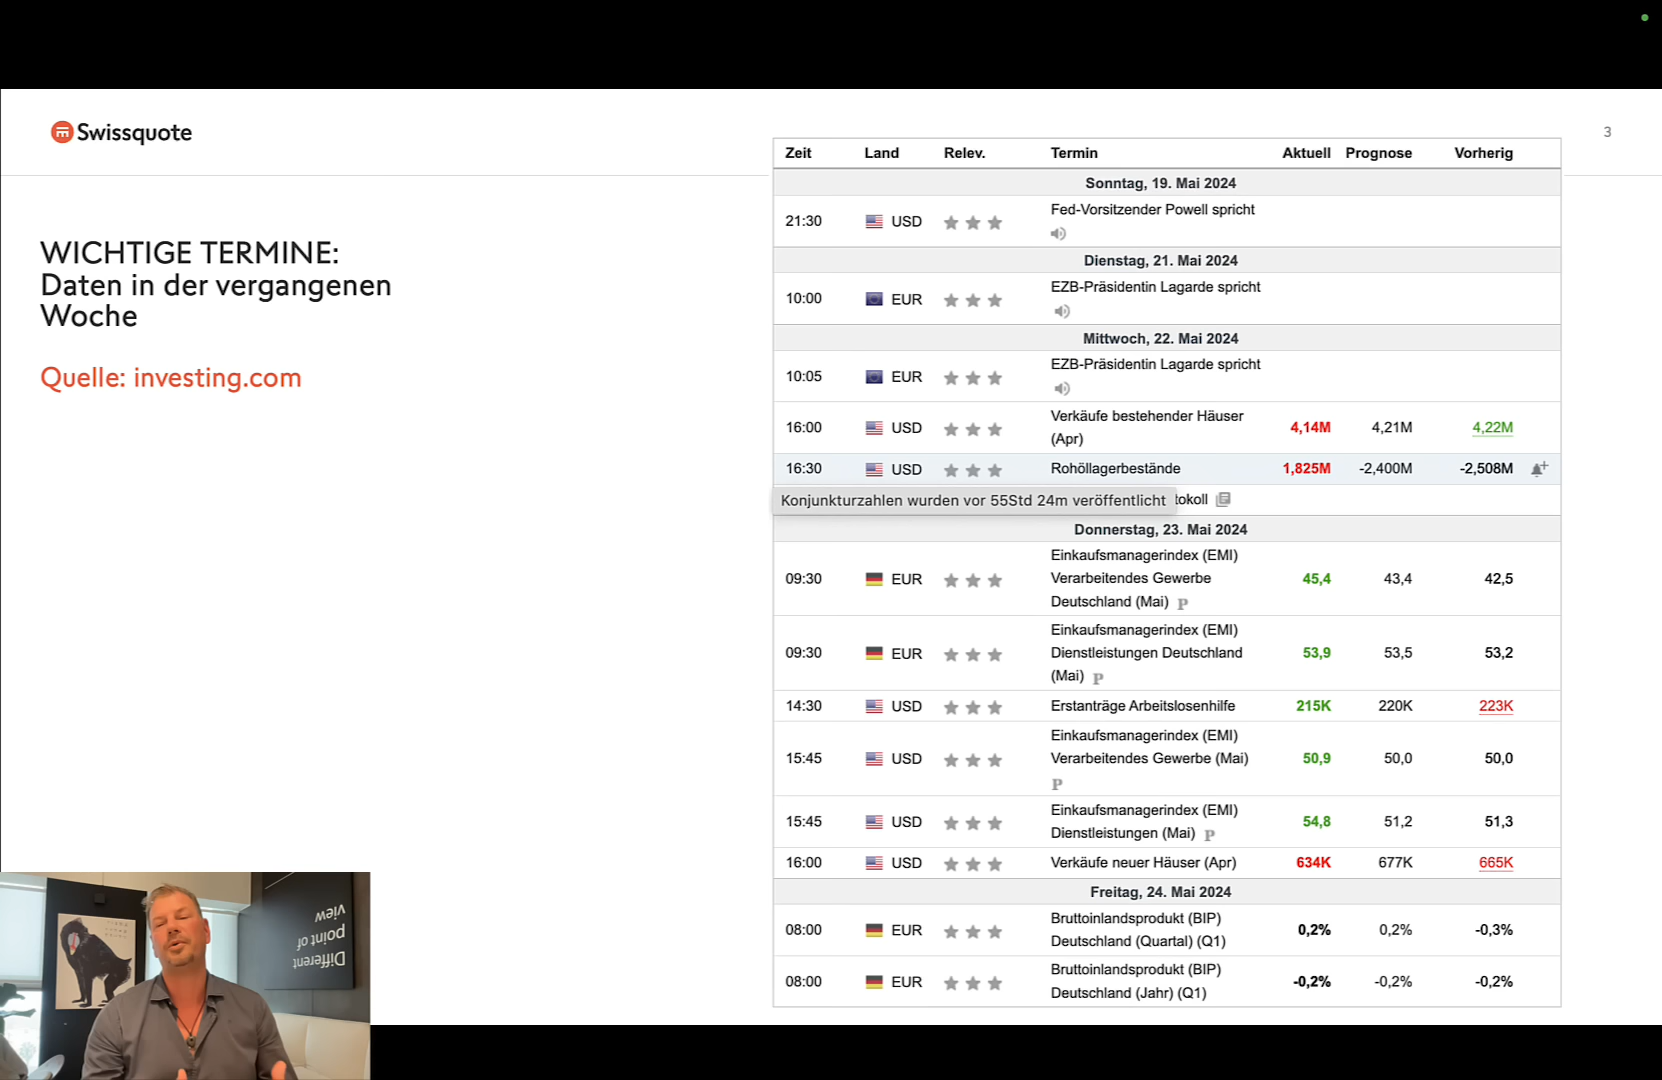 Swissquote
3
WICHTIGE TERMINE:
Daten in der vergangenen
Woche
Quelle: investing.com
Zeit Land Relev. Termin Aktuell Prognose Vorherig
Sonntag, 19. Mai 2024
21:30 USD Fed-Vorsitzender Powell spricht
Dienstag, 21. Mai 2024
10:00 EUR EZB-Präsidentin Lagarde spricht
Mittwoch, 22. Mai 2024
10:05 EUR EZB-Präsidentin Lagarde spricht
16:00 USD Verkäufe bestehender Häuser
(Apr) 4,14M 4,21M 4,22M
16:30 USD Rohöllagerbestände 1,825M -2,400M -2,508M
Konjunkturzahlen wurden vor 55Std 24m veröffentlicht tokoll
Donnerstag, 23. Mai 2024
Einkaufsmanagerindex (EMI)
09:30 EUR Verarbeitendes Gewerbe 45,4 43,4 42,5
Deutschland (Mai) P
Einkaufsmanagerindex (EMI)
09:30 EUR Dienstleistungen Deutschland 53,9 53,5 53,2
(Mai) P
14:30 USD Erstanträge Arbeitslosenhilfe 215K 220K 223K
Einkaufsmanagerindex (EMI)
15:45 USD Verarbeitendes Gewerbe (Mai) 50,9 50,0 50,0
P
15:45 USD Einkaufsmanagerindex (EMI)
Dienstleistungen (Mai) P 54,8 51,2 51,3
16:00 USD Verkäufe neuer Häuser (Apr) 634K 677K 665K
Freitag, 24. Mai 2024
08:00 EUR Bruttoinlandsprodukt (BIP)
Deutschland (Quartal) (Q1) 0,2% 0,2% -0,3%
08:00 EUR Bruttoinlandsprodukt (BIP)
Deutschland (Jahr) (Q1) -0,2% -0,2% -0,2%
Different
point of
view